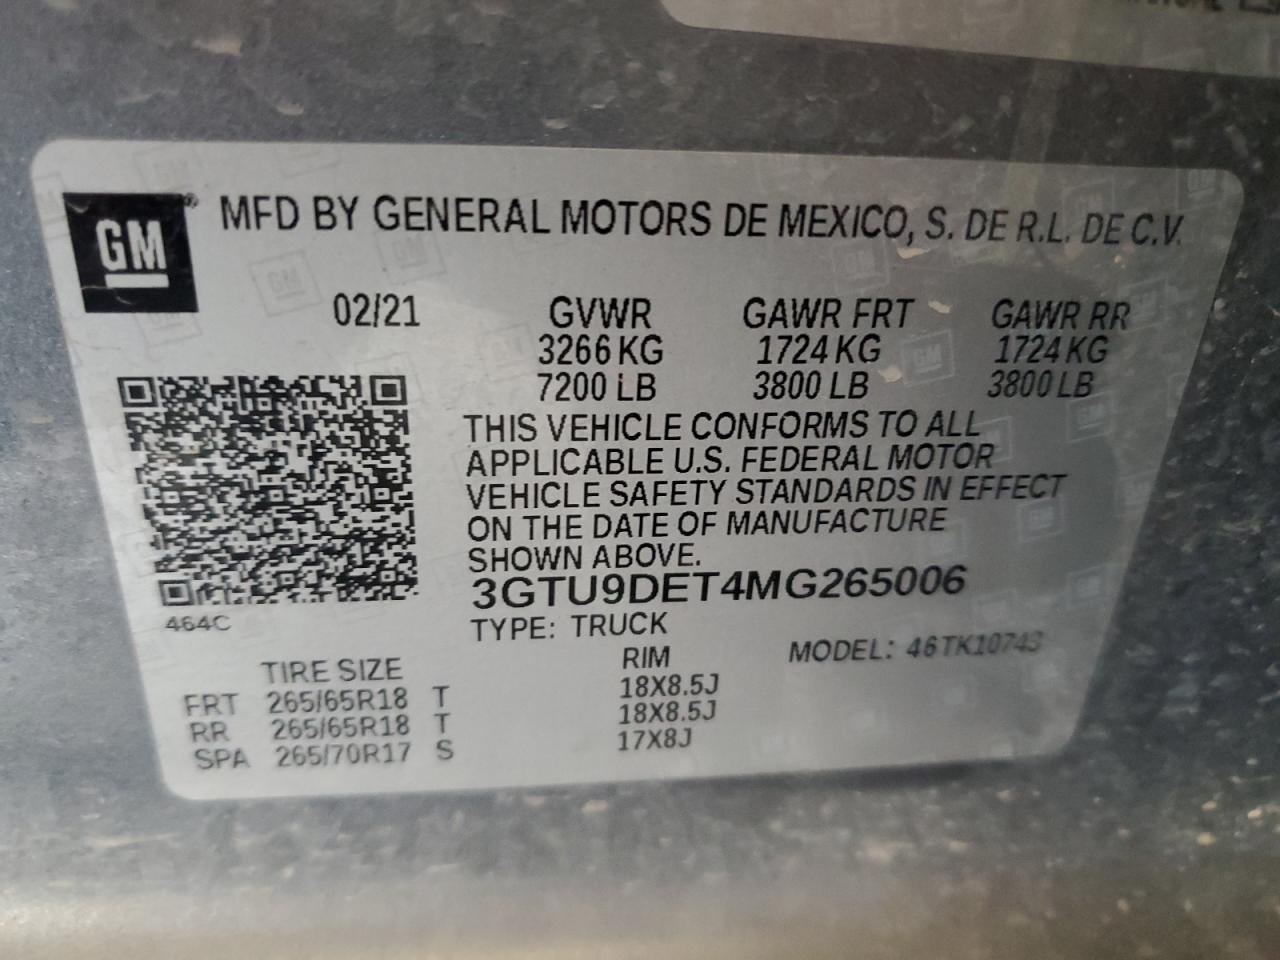 GM
MFD BY GENERAL MOTORS DE MEXICO, S. DE R.L. DE C.V.
02/21 GVWR GAWR FRT GAWR RR
3266 KG 1724 KG 1724 KG
7200 LB 3800 LB 3800 LB
THIS VEHICLE CONFORMS TO ALL
APPLICABLE U.S. FEDERAL MOTOR
VEHICLE SAFETY STANDARDS IN EFFECT
ON THE DATE OF MANUFACTURE
SHOWN ABOVE.
3GTU9DET4MG265006
464C
TYPE: TRUCK
MODEL: 46TK10743
TIRE SIZE RIM
FRT 265/65R18 T 18X8.5J
RR 265/65R18 T 18X8.5J
SPA 265/70R17 S 17X8J